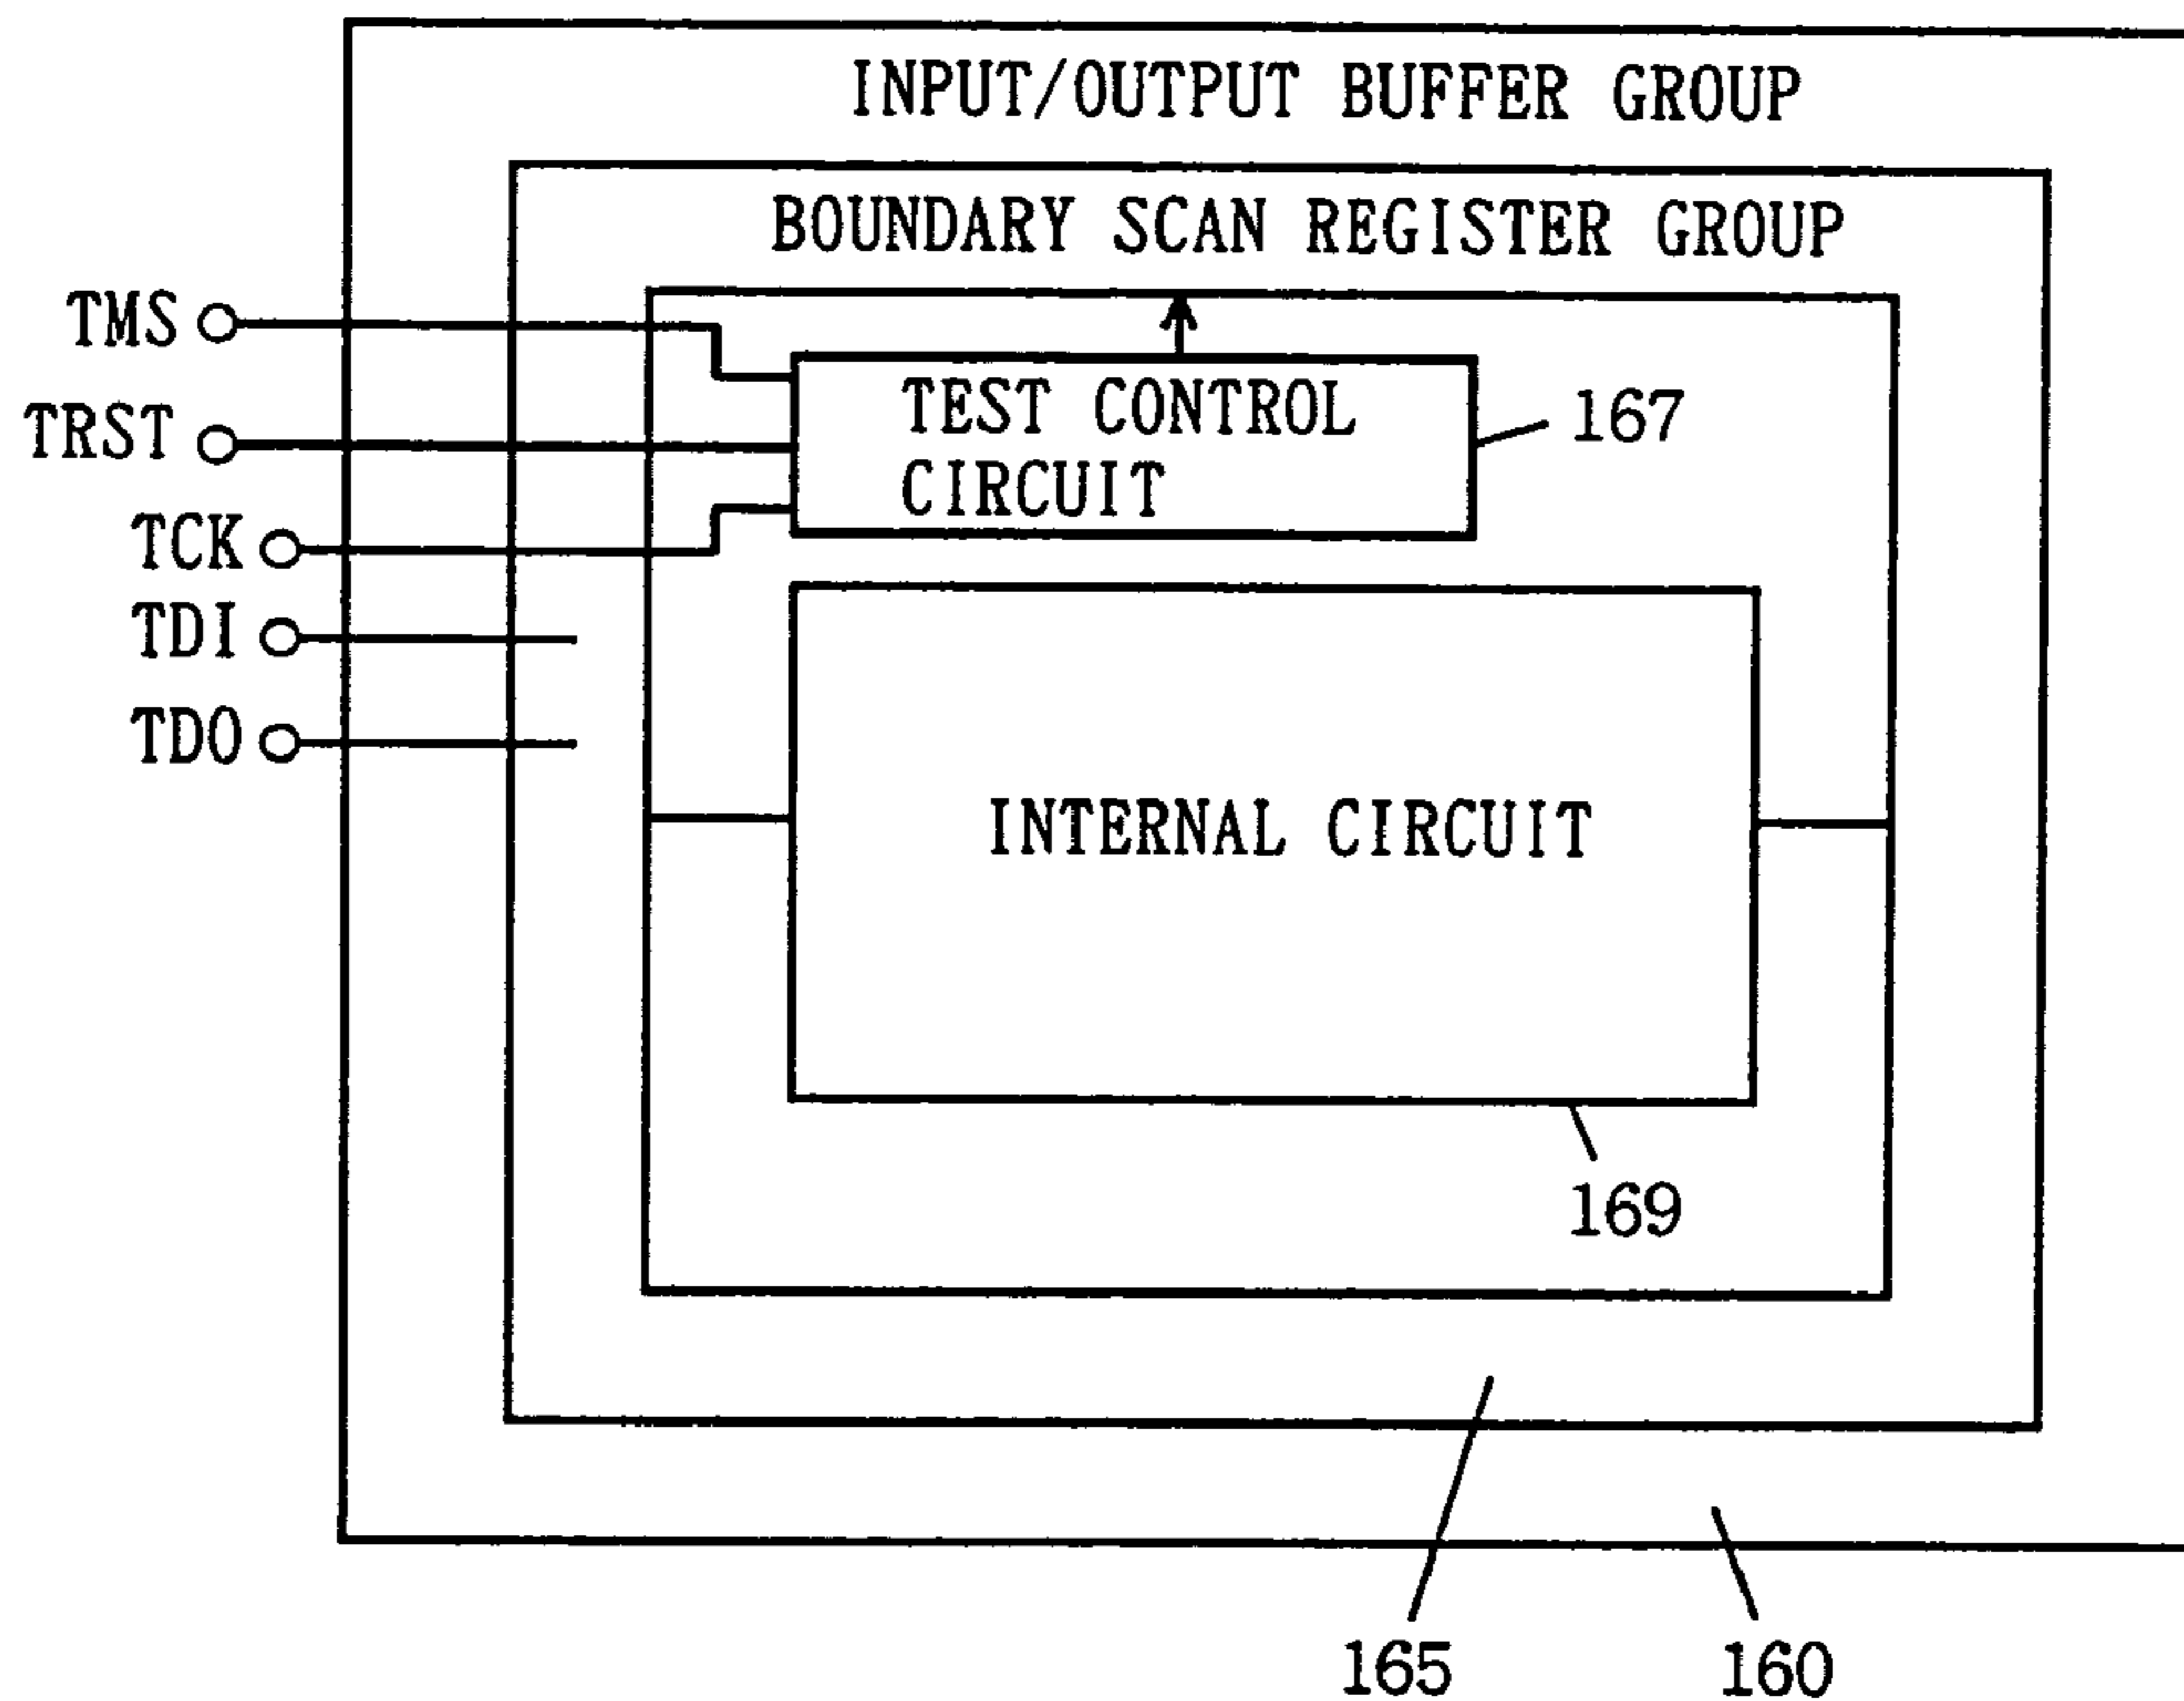 INPUT/OUTPUT BUFFER GROUP
BOUNDARY SCAN REGISTER GROUP
TMS
TRST
TCK
TDI
TDO
TEST CONTROL
CIRCUIT
167
INTERNAL CIRCUIT
169
165
160